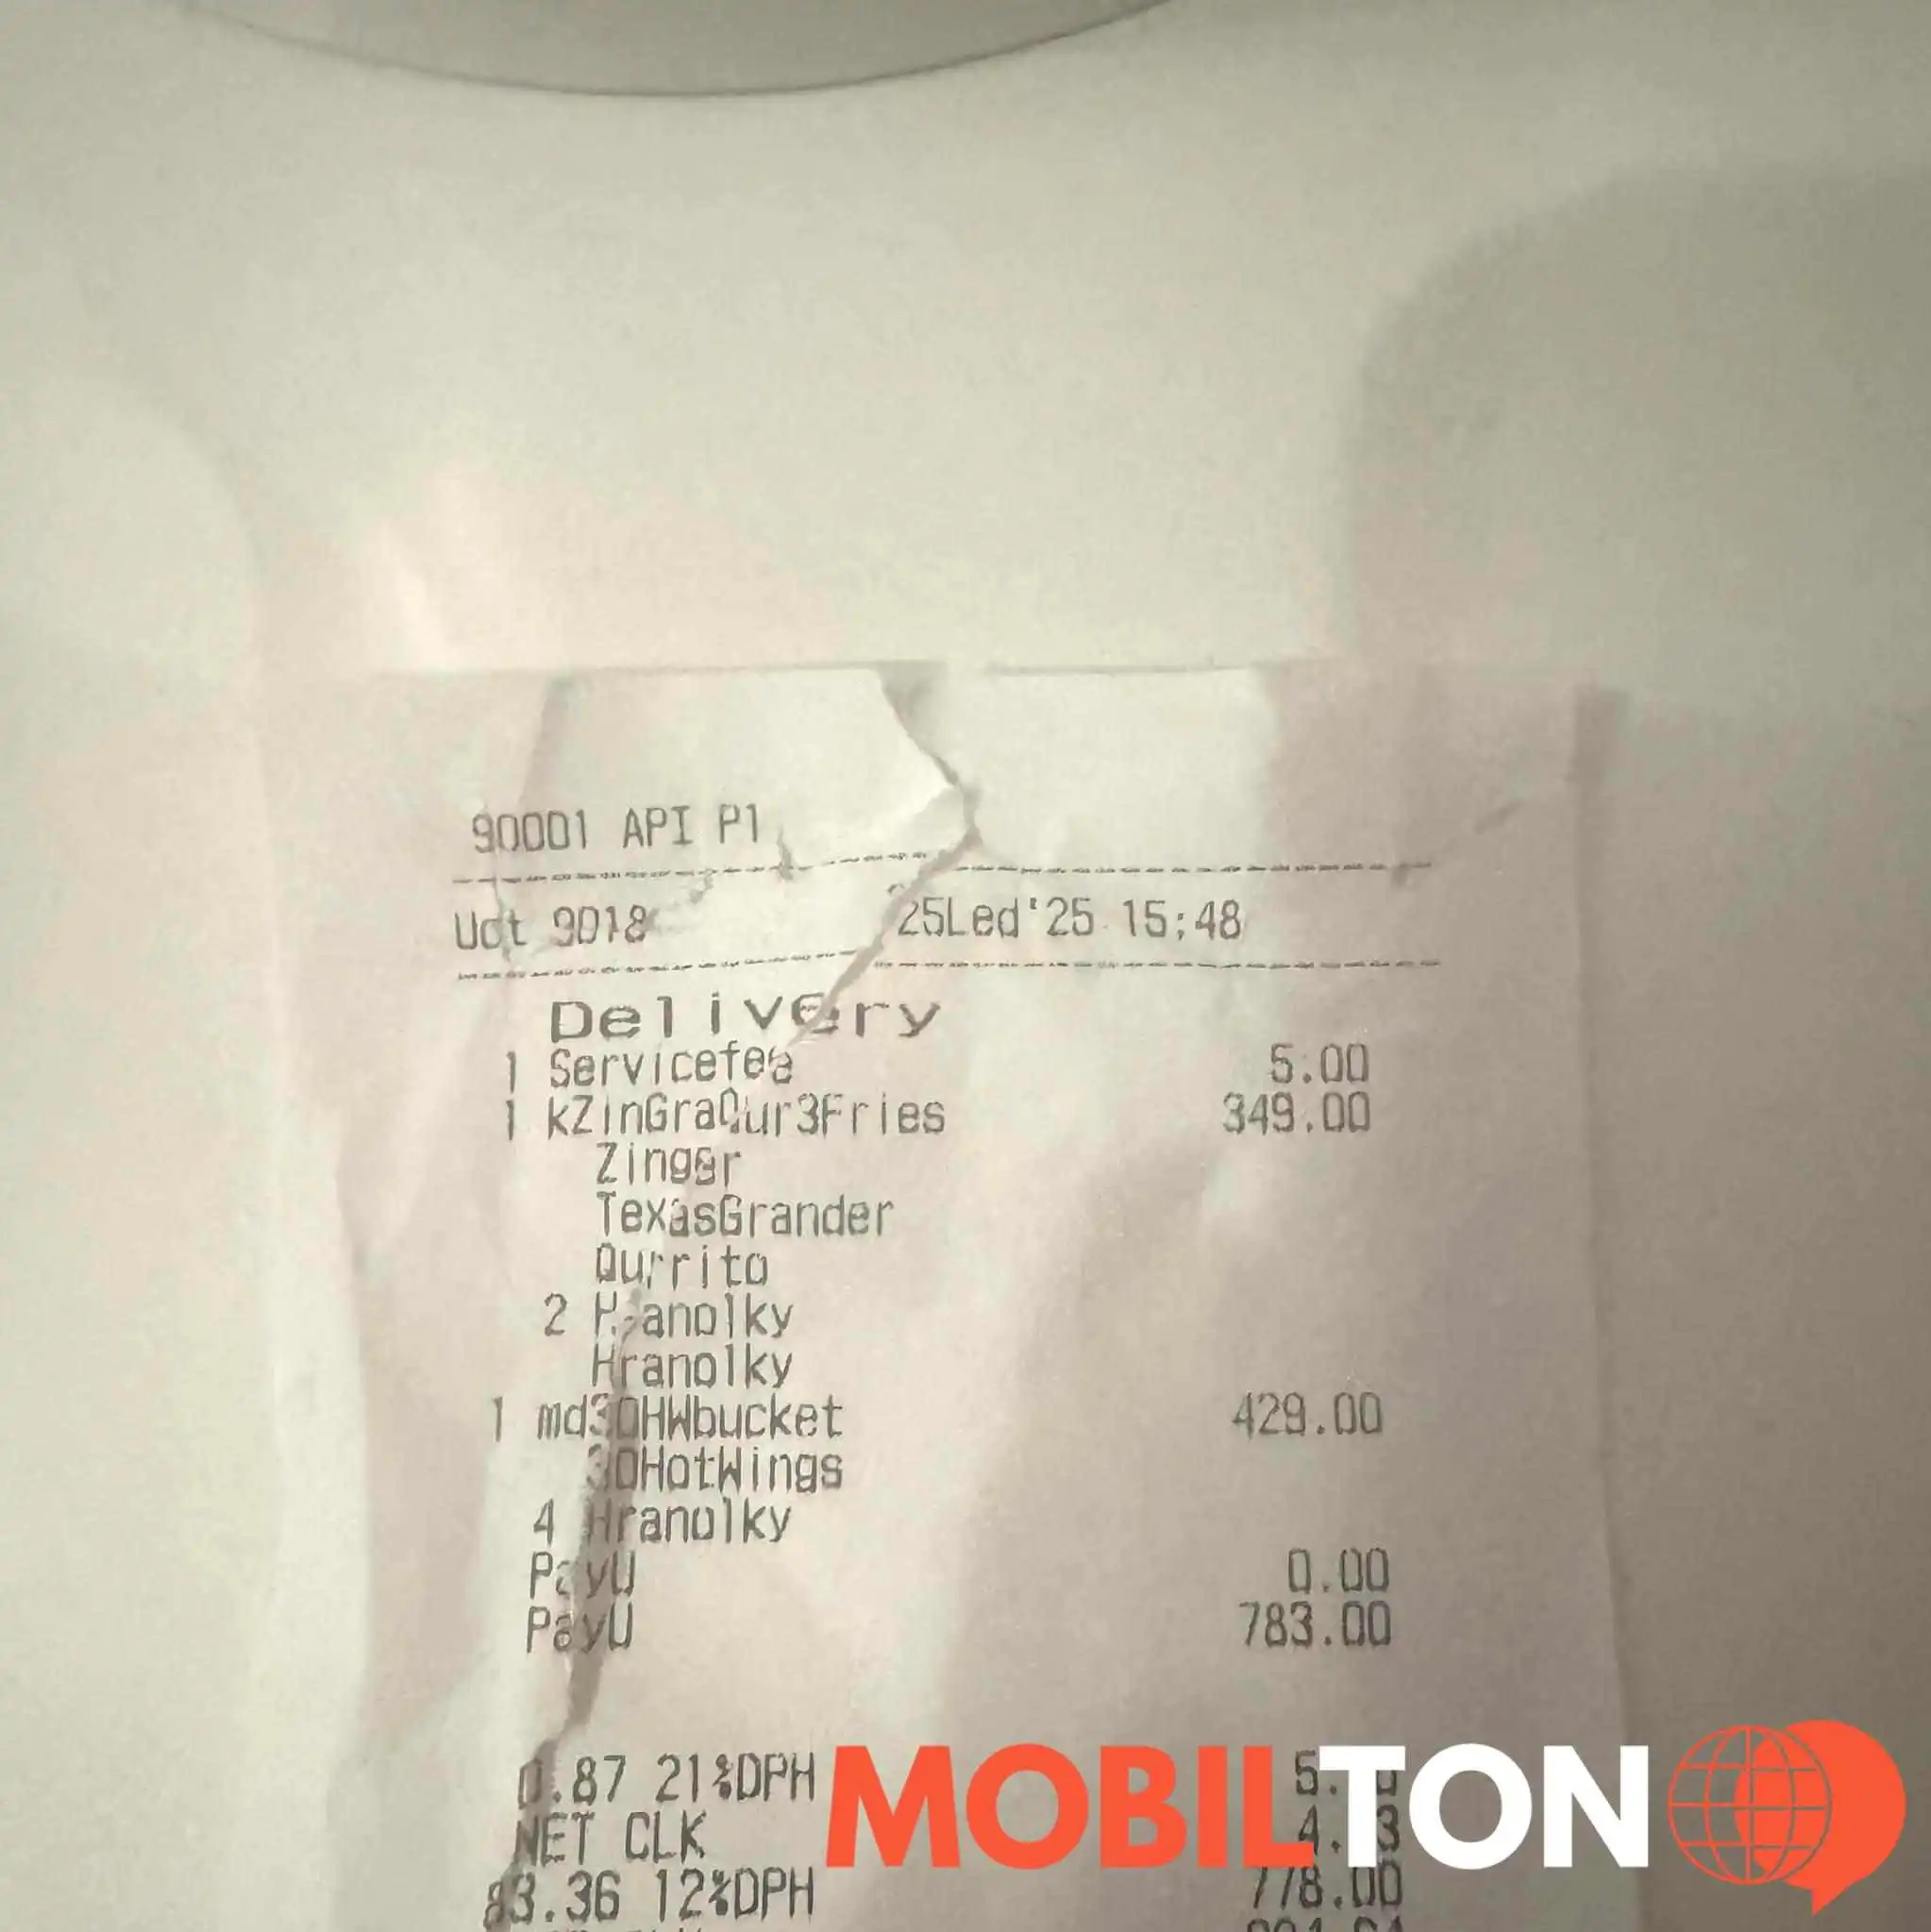 90001 API P1
Uct 9018 25Led'25 15:48
Delivery
1 Servicefee 5.00
1 kZinGraQur3Fries 349.00
Zinger
TexasGrander
Qurrito
2 Hranolky
Hranolky
1 md30HWbucket 429.00
30HotWings
4 Hranolky
PayU 0.00
PayU 783.00
0.87 21%DPH
NET CLK
83.36 12%DPH 778.00
MOBILTON